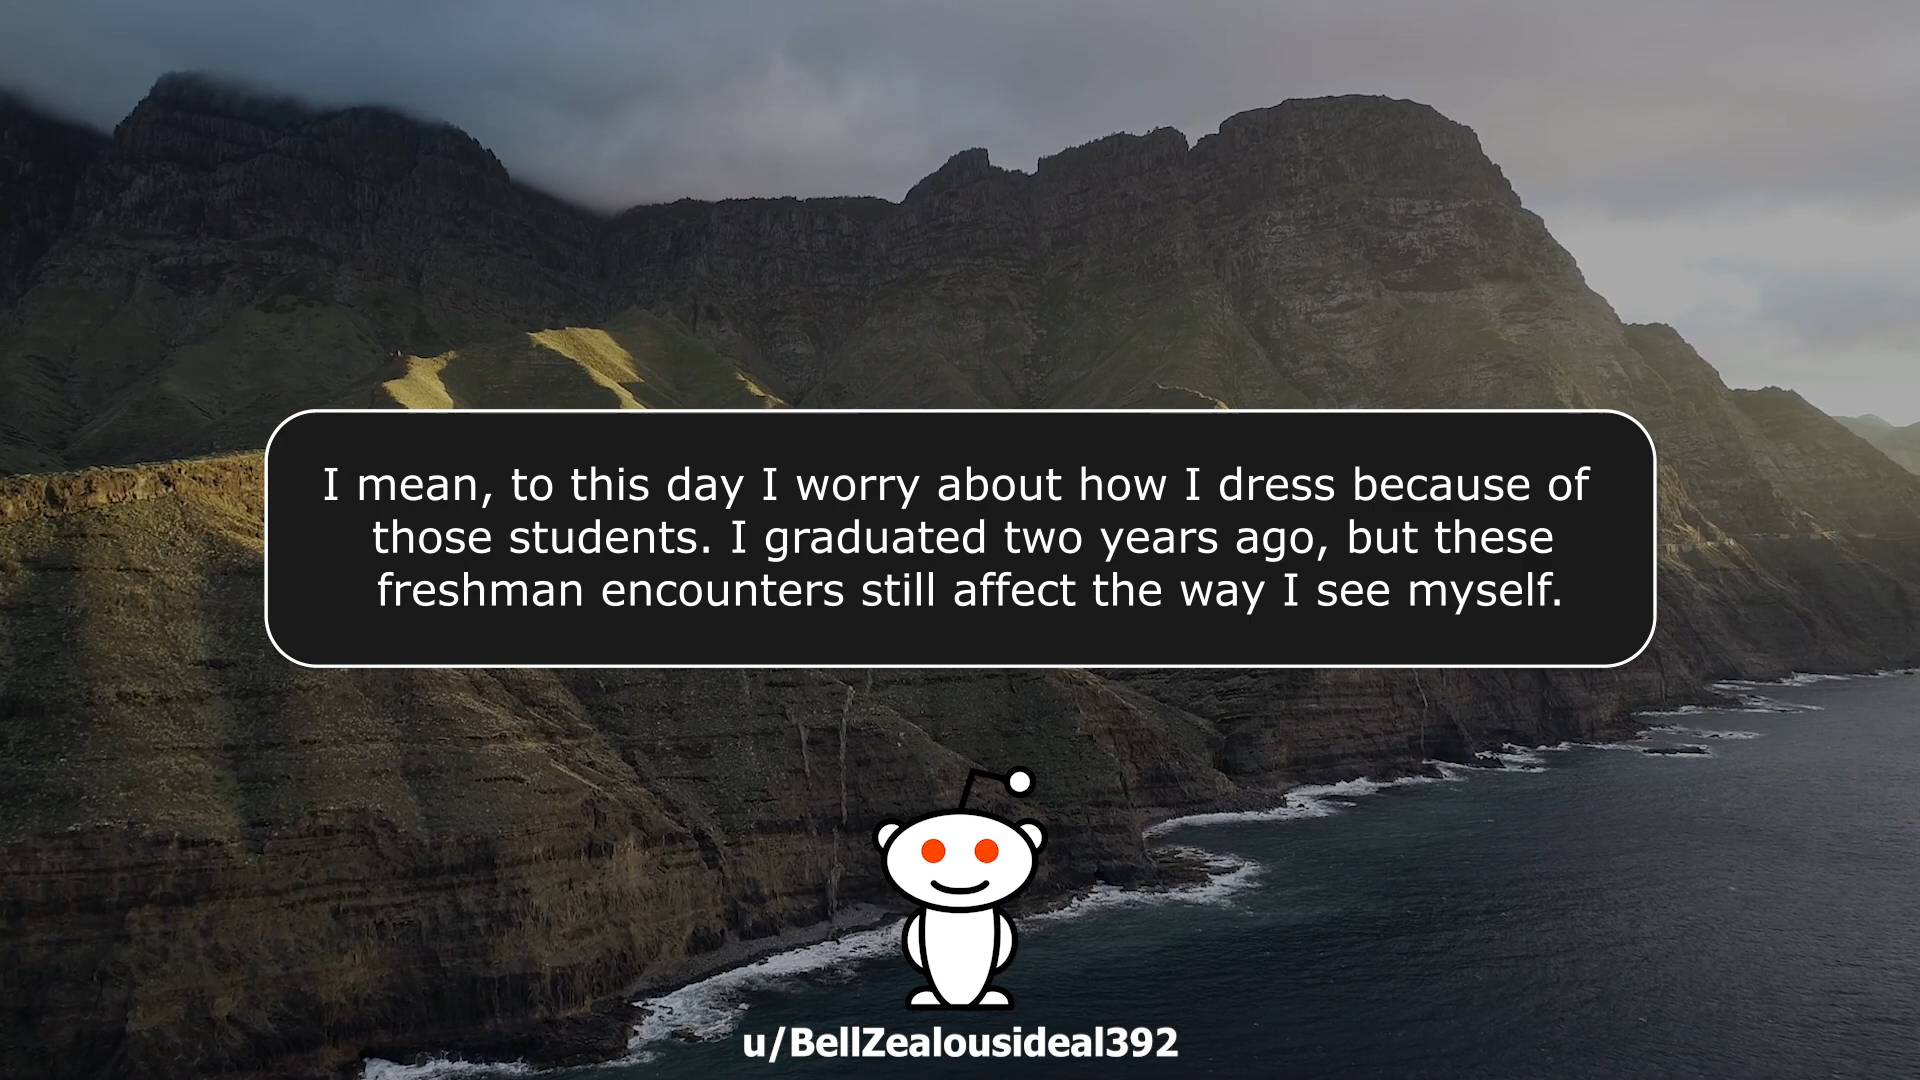 I mean, to this day I worry about how I dress because of
those students. I graduated two years ago, but these
freshman encounters still affect the way I see myself.
u/BellZealousideal392